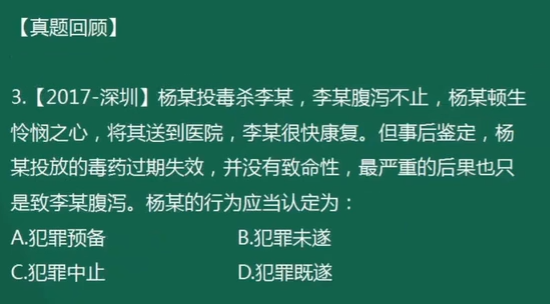 【真题回顾】
3.【2017-深圳】杨某投毒杀李某，李某腹泻不止，杨某顿生
怜悯之心，将其送到医院，李某很快康复。但事后鉴定，杨
某投放的毒药过期失效，并没有致命性，最严重的后果也只
是致李某腹泻。杨某的行为应当认定为：
A.犯罪预备 B.犯罪未遂
C.犯罪中止 D.犯罪既遂